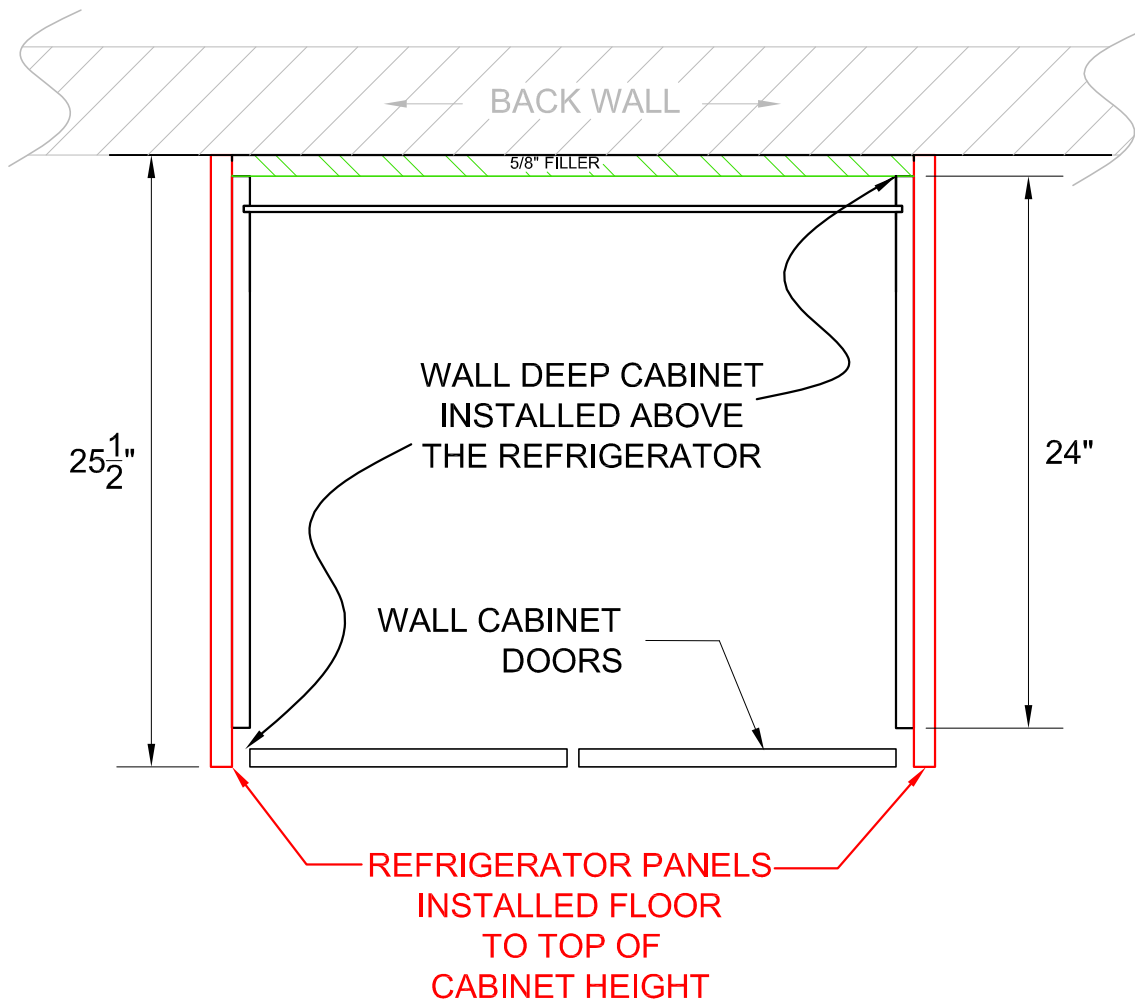 BACK WALL
5/8" FILLER
WALL DEEP CABINET
INSTALLED ABOVE
THE REFRIGERATOR
25 1/2"
24"
WALL CABINET
DOORS
REFRIGERATOR PANELS
INSTALLED FLOOR
TO TOP OF
CABINET HEIGHT